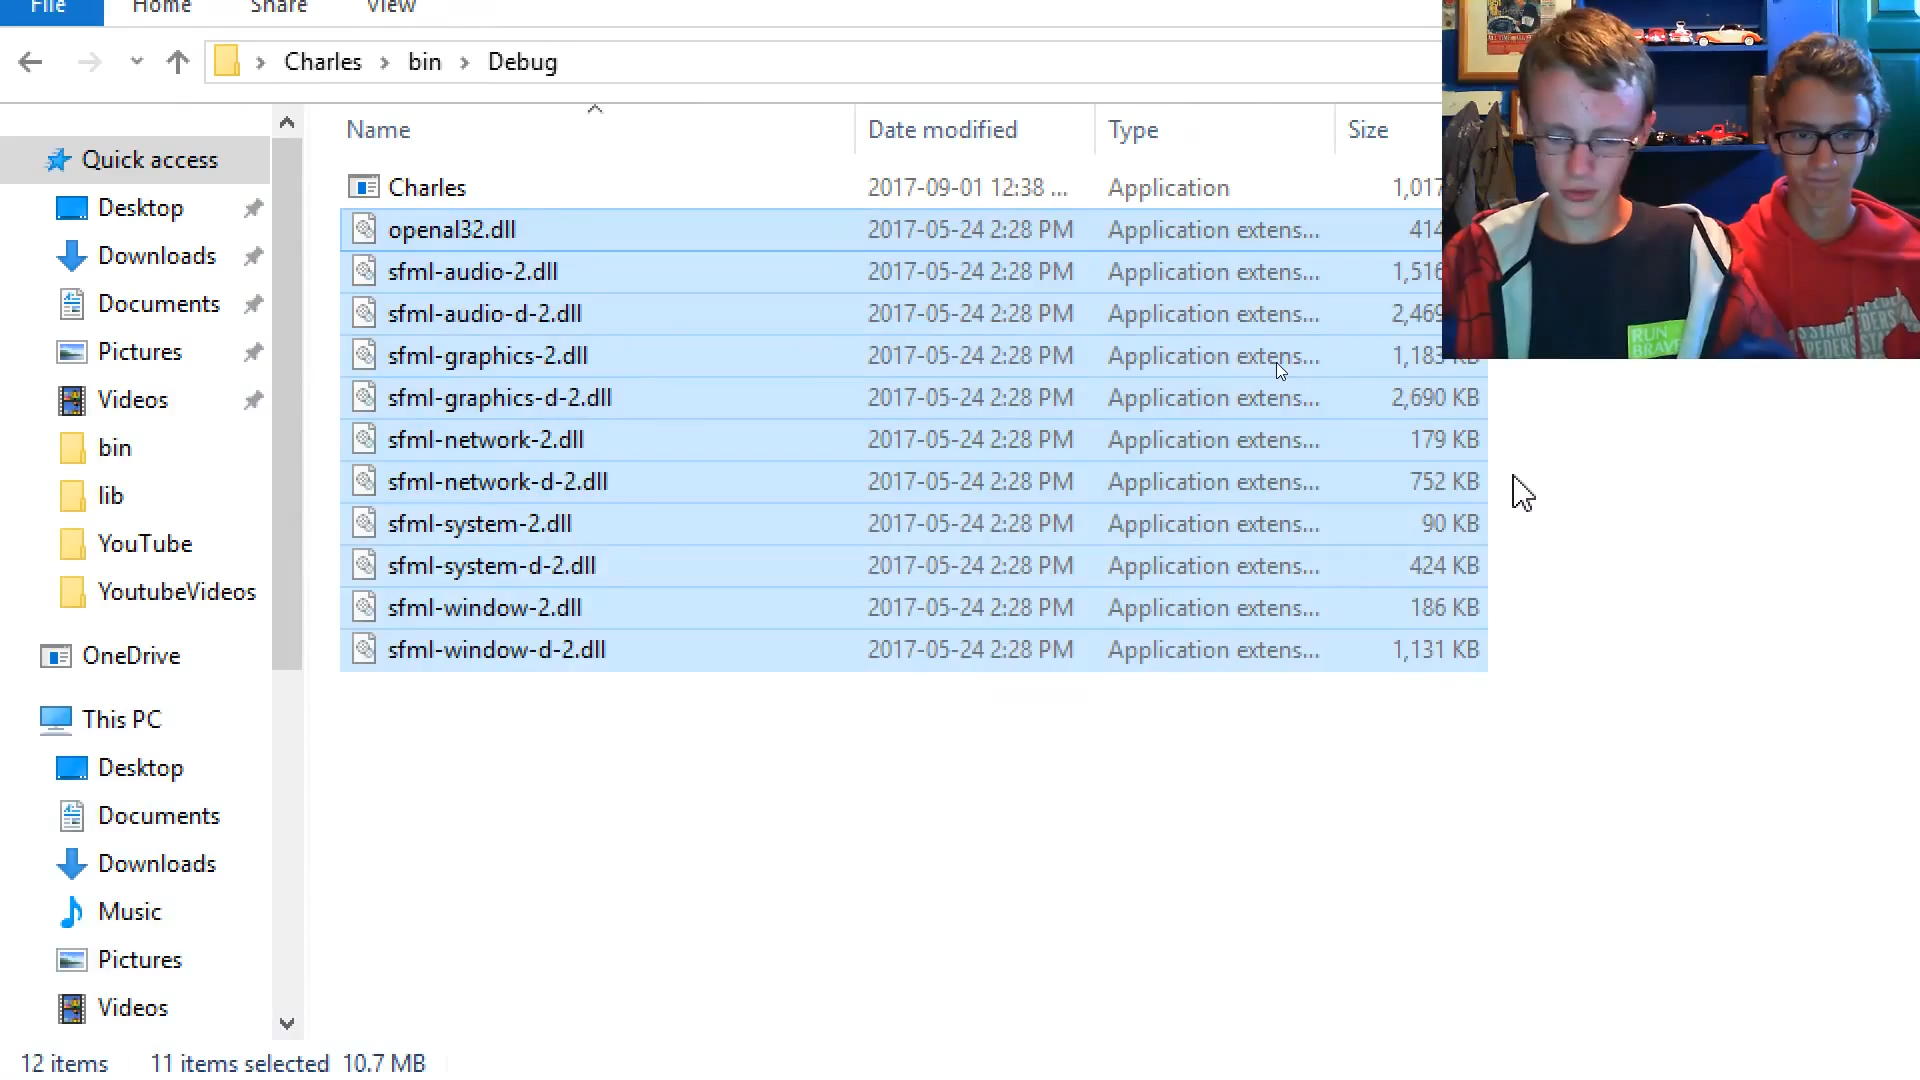 File Home Share View
Charles bin Debug
Name Date modified Type Size
Quick access
Desktop
Downloads
Documents
Pictures
Videos
bin
lib
YouTube
YoutubeVideos
OneDrive
This PC
Desktop
Documents
Downloads
Music
Pictures
Videos
Charles 2017-09-01 12:38 ... Application 1,017
openal32.dll 2017-05-24 2:28 PM Application extens... 414
sfml-audio-2.dll 2017-05-24 2:28 PM Application extens... 1,516
sfml-audio-d-2.dll 2017-05-24 2:28 PM Application extens... 2,469
sfml-graphics-2.dll 2017-05-24 2:28 PM Application extens... 1,183 KB
sfml-graphics-d-2.dll 2017-05-24 2:28 PM Application extens... 2,690 KB
sfml-network-2.dll 2017-05-24 2:28 PM Application extens... 179 KB
sfml-network-d-2.dll 2017-05-24 2:28 PM Application extens... 752 KB
sfml-system-2.dll 2017-05-24 2:28 PM Application extens... 90 KB
sfml-system-d-2.dll 2017-05-24 2:28 PM Application extens... 424 KB
sfml-window-2.dll 2017-05-24 2:28 PM Application extens... 186 KB
sfml-window-d-2.dll 2017-05-24 2:28 PM Application extens... 1,131 KB
12 items 11 items selected 10.7 MB
RUN
BRAVE